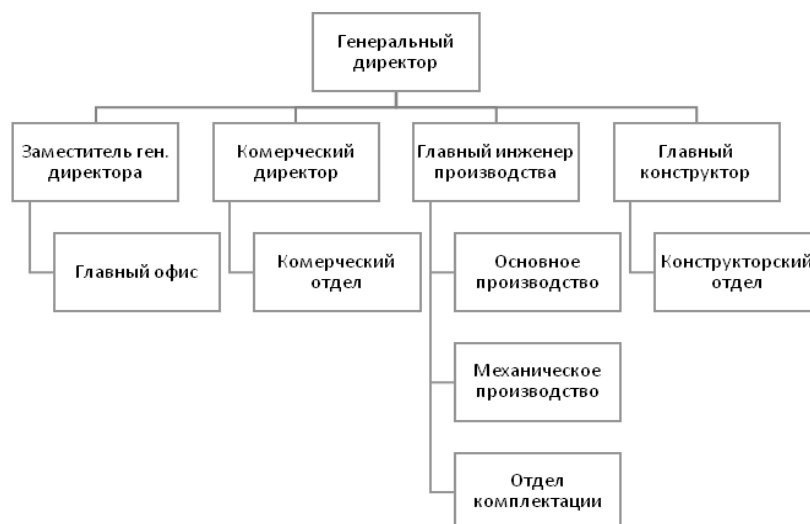 Генеральный
директор
Заместитель ген.
директора
Комерческий
директор
Главный инженер
производства
Главный
конструктор
Главный офис
Комерческий
отдел
Основное
производство
Конструкторский
отдел
Механическое
производство
Отдел
комплектации